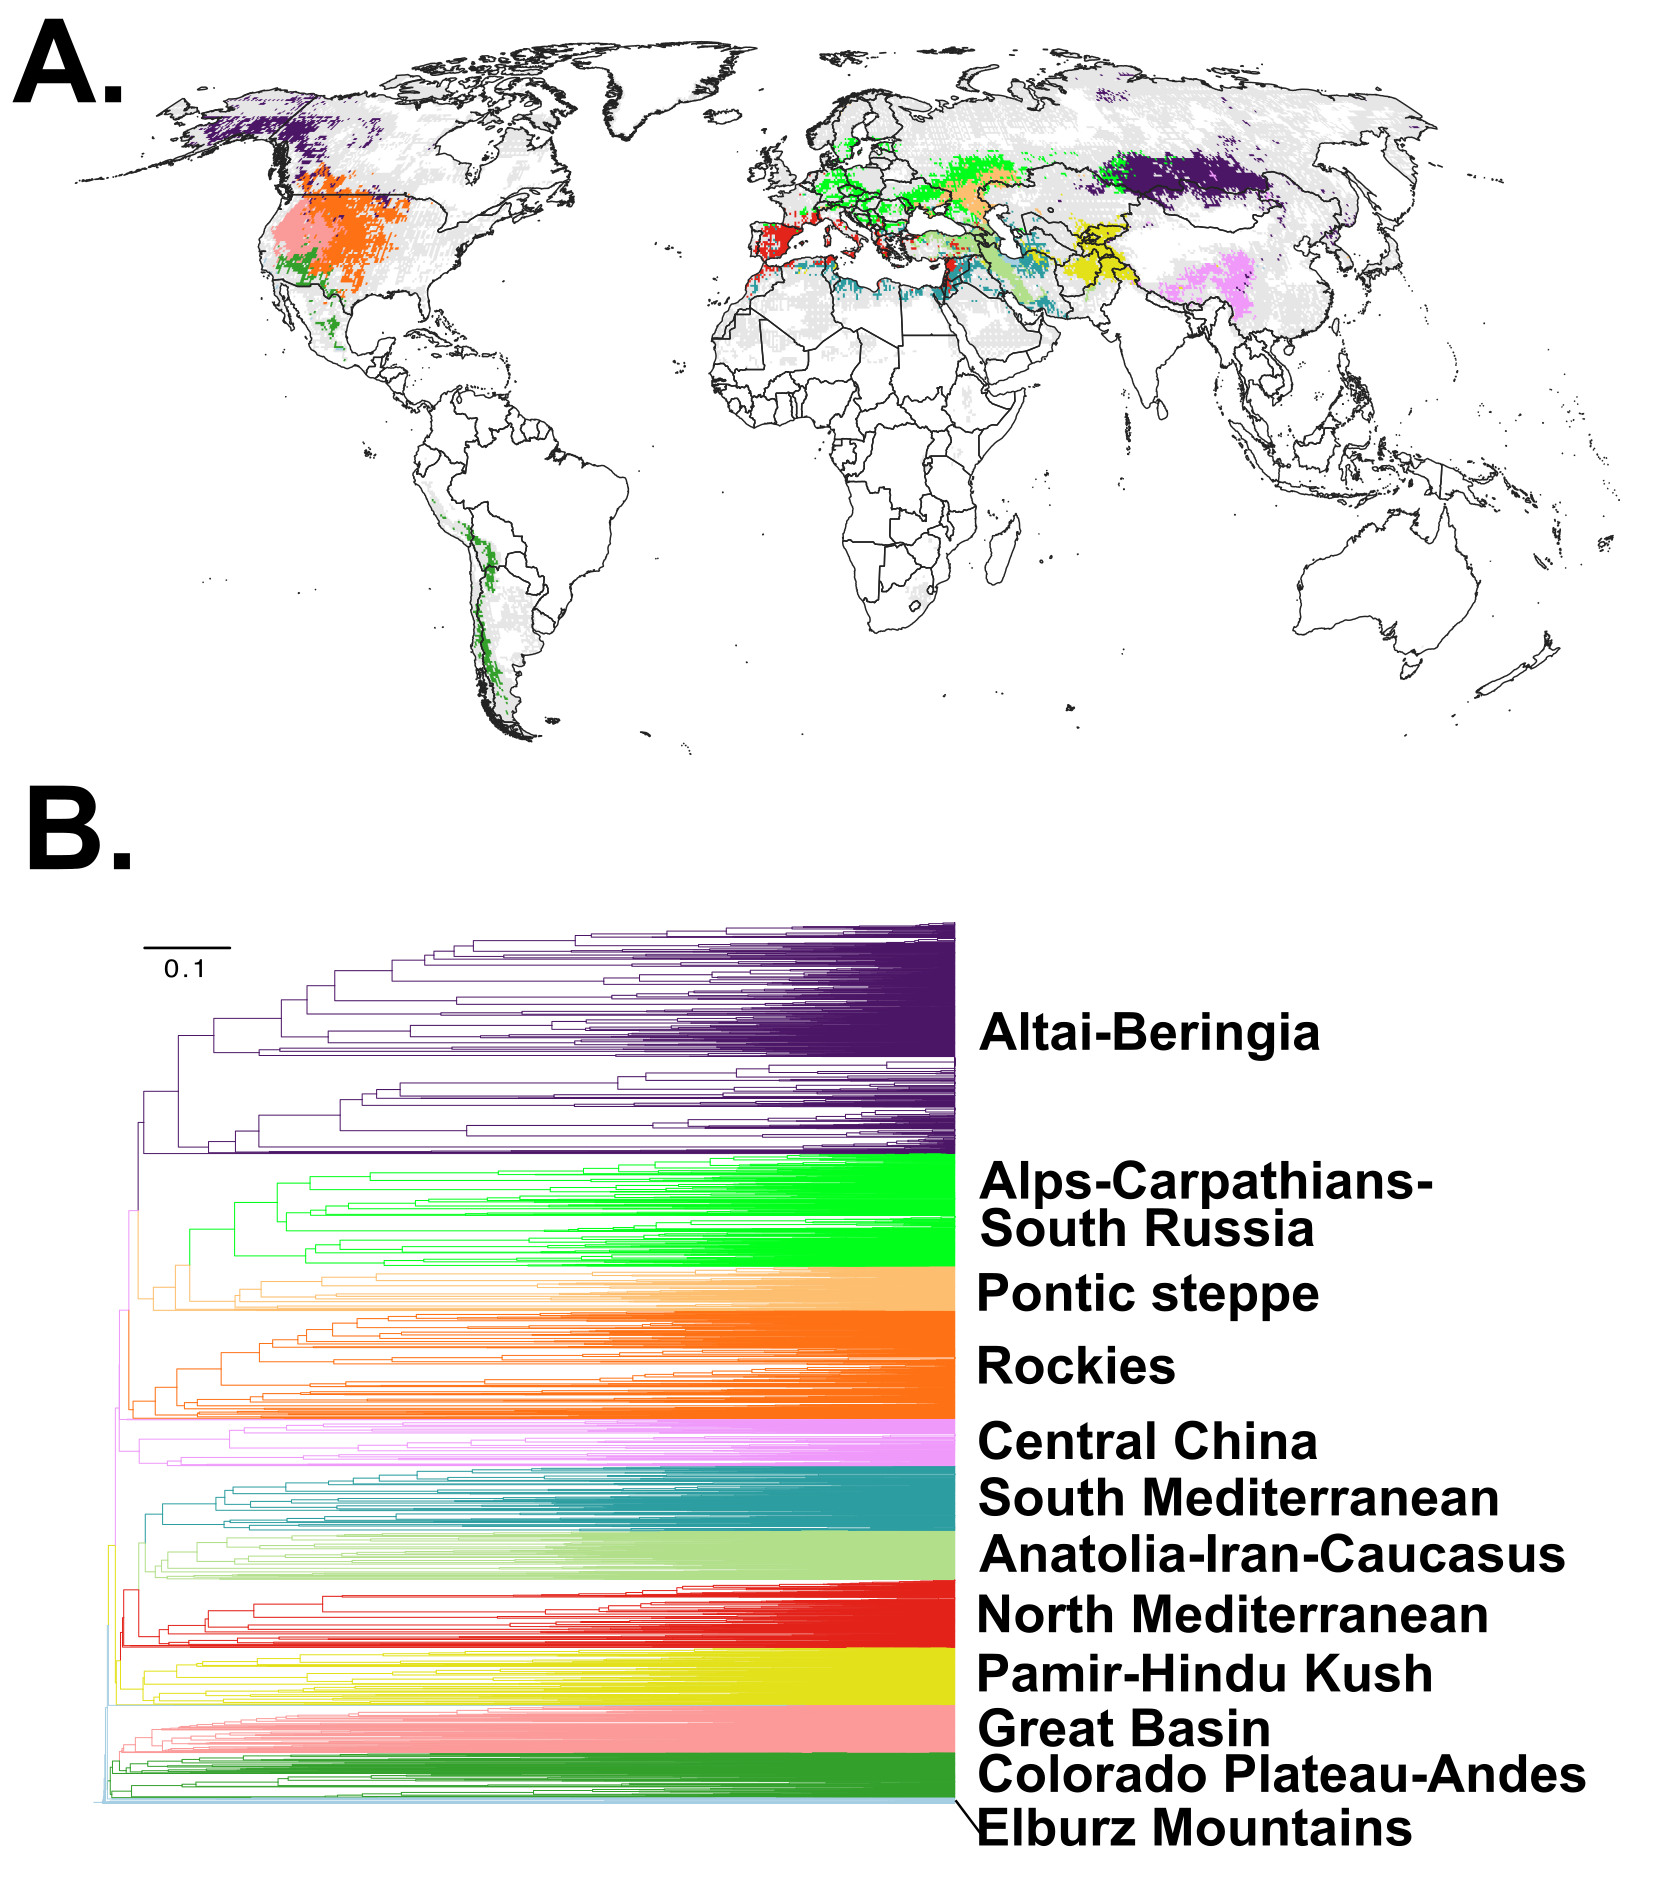 A.
B.
0.1
Altai-Beringia
Alps-Carpathians-
South Russia
Pontic steppe
Rockies
Central China
South Mediterranean
Anatolia-Iran-Caucasus
North Mediterranean
Pamir-Hindu Kush
Great Basin
Colorado Plateau-Andes
Elburz Mountains